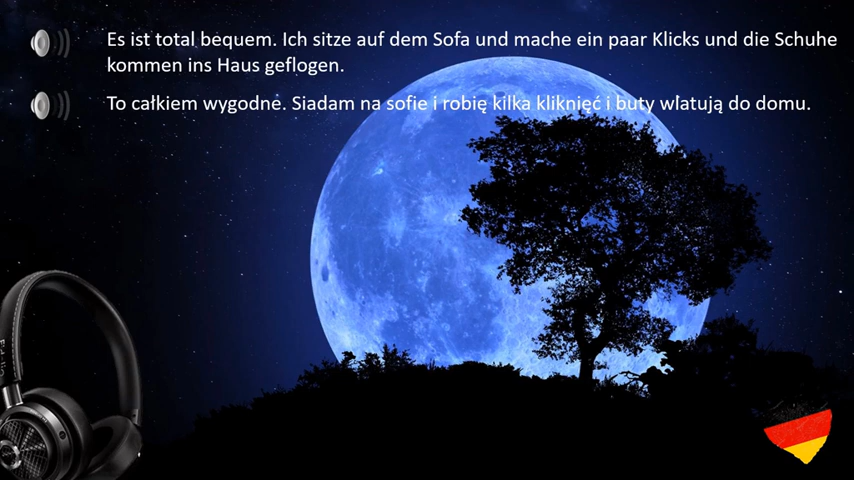 Es ist total bequem. Ich sitze auf dem Sofa und mache ein paar Klicks und die Schuhe
kommen ins Haus geflogen.
To całkiem wygodne. Siadam na sofie i robię kilka kliknięć i buty wlatują do domu.